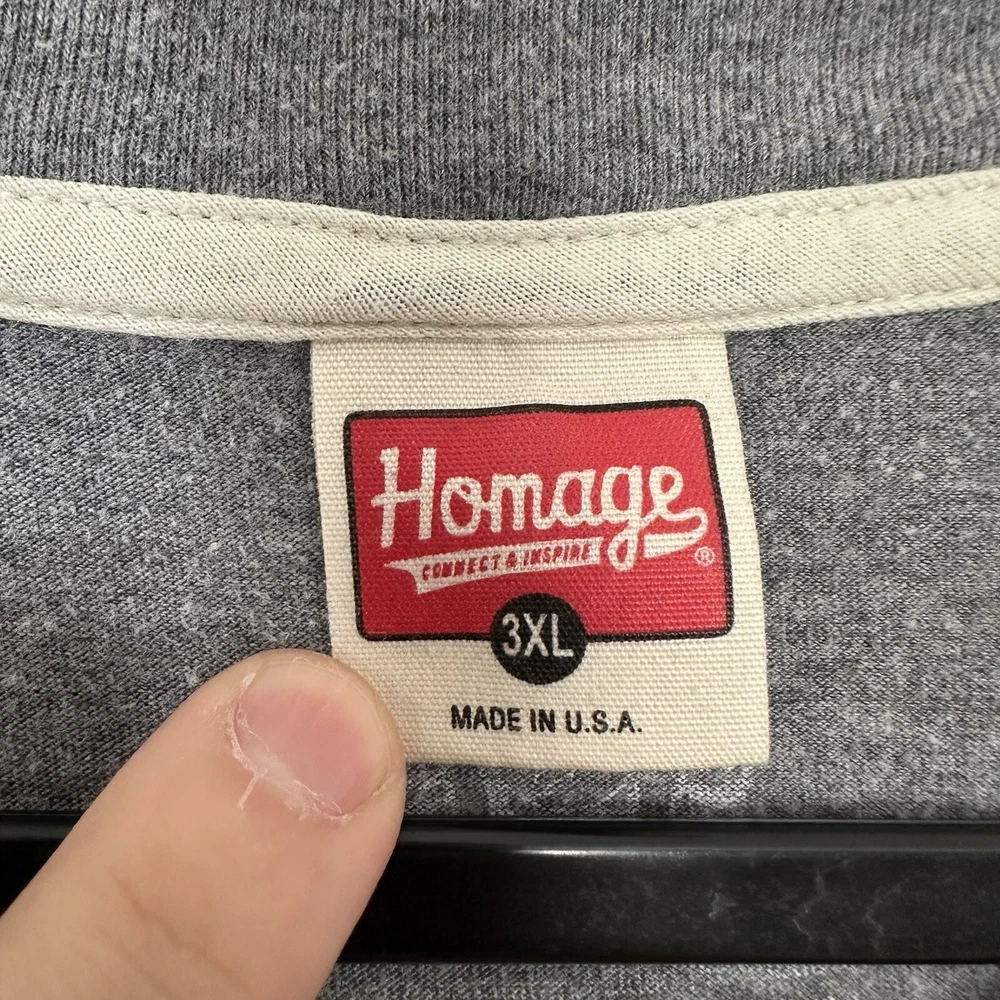 Homage
CONNECT & INSPIRE ®
3XL
MADE IN U.S.A.